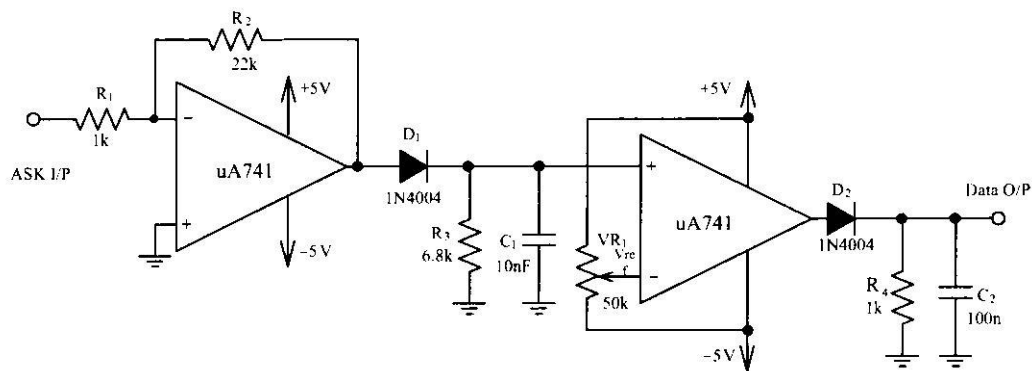 R2
22k
+5V
R1
1k
-
ASK I/P
uA741
+
-5V
D1
1N4004
R3
6.8k
C1
10nF
+5V
+
uA741
VR1
Vre
f
-
50k
-5V
D2
1N4004
Data O/P
R4
1k
C2
100n